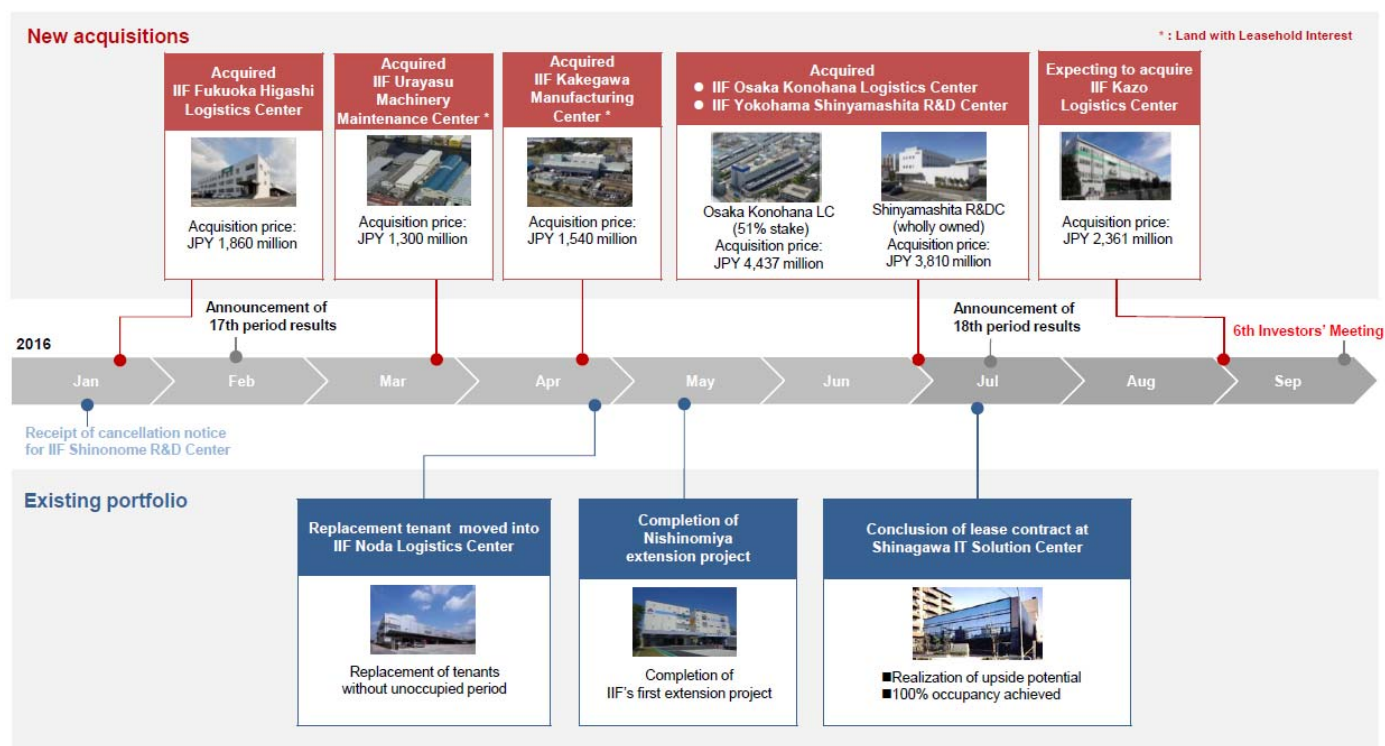 New acquisitions
* : Land with Leasehold Interest
Acquired
IIF Fukuoka Higashi
Logistics Center
Acquisition price:
JPY 1,860 million
Acquired
IIF Urayasu
Machinery
Maintenance Center *
Acquisition price:
JPY 1,300 million
Acquired
IIF Kakegawa
Manufacturing
Center *
Acquisition price:
JPY 1,540 million
Acquired
● IIF Osaka Konohana Logistics Center
● IIF Yokohama Shinyamashita R&D Center
Osaka Konohana LC
(51% stake)
Acquisition price:
JPY 4,437 million
Shinyamashita R&DC
(wholly owned)
Acquisition price:
JPY 3,810 million
Expecting to acquire
IIF Kazo
Logistics Center
Acquisition price:
JPY 2,361 million
Announcement of
17th period results
Announcement of
18th period results
6th Investors' Meeting
2016
Jan
Feb
Mar
Apr
May
Jun
Jul
Aug
Sep
Receipt of cancellation notice
for IIF Shinonome R&D Center
Existing portfolio
Replacement tenant moved into
IIF Noda Logistics Center
Replacement of tenants
without unoccupied period
Completion of
Nishinomiya
extension project
Completion of
IIF's first extension project
Conclusion of lease contract at
Shinagawa IT Solution Center
■Realization of upside potential
■100% occupancy achieved